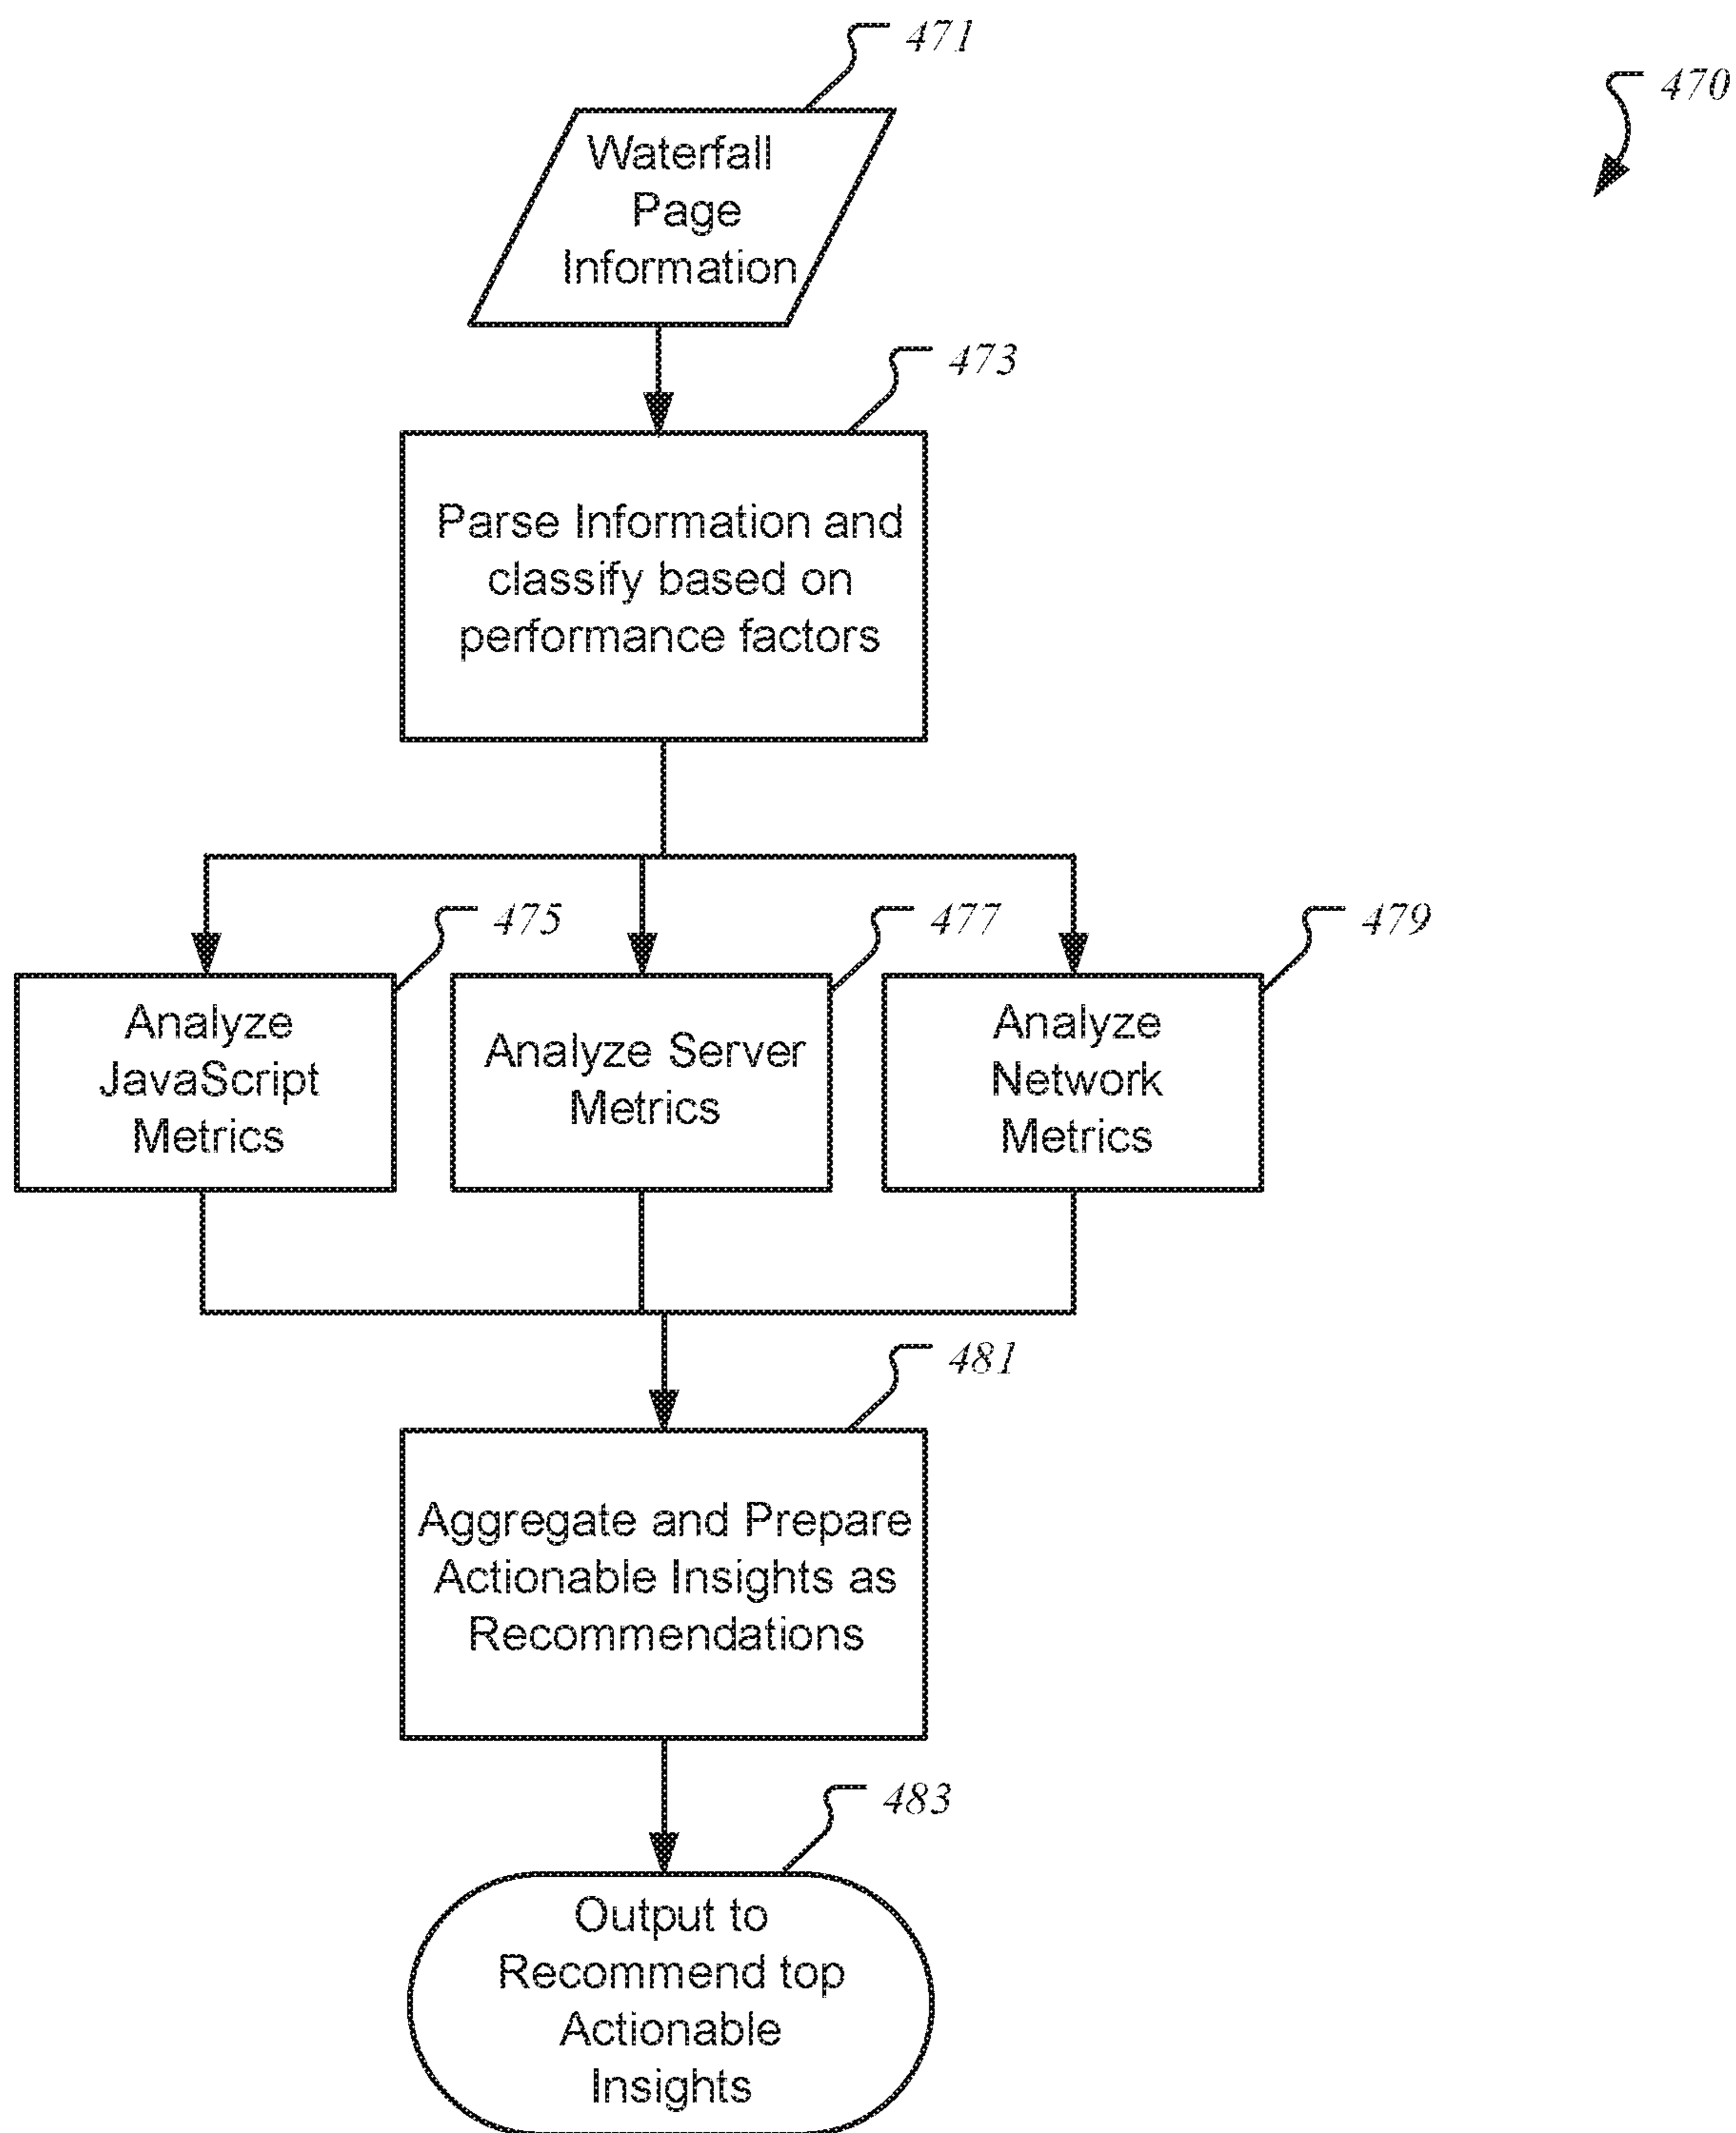 471
470
Waterfall
Page
Information
473
Parse Information and
classify based on
performance factors
475
477
479
Analyze
JavaScript
Metrics
Analyze Server
Metrics
Analyze
Network
Metrics
481
Aggregate and Prepare
Actionable Insights as
Recommendations
483
Output to
Recommend top
Actionable
Insights